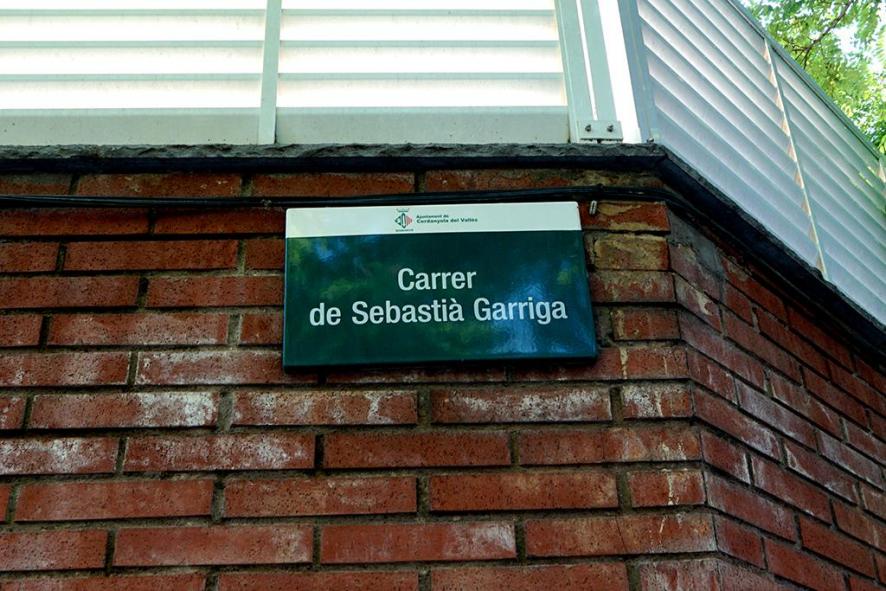 Ajuntament de
Cerdanyola del Vallès
Carrer
de Sebastià Garriga